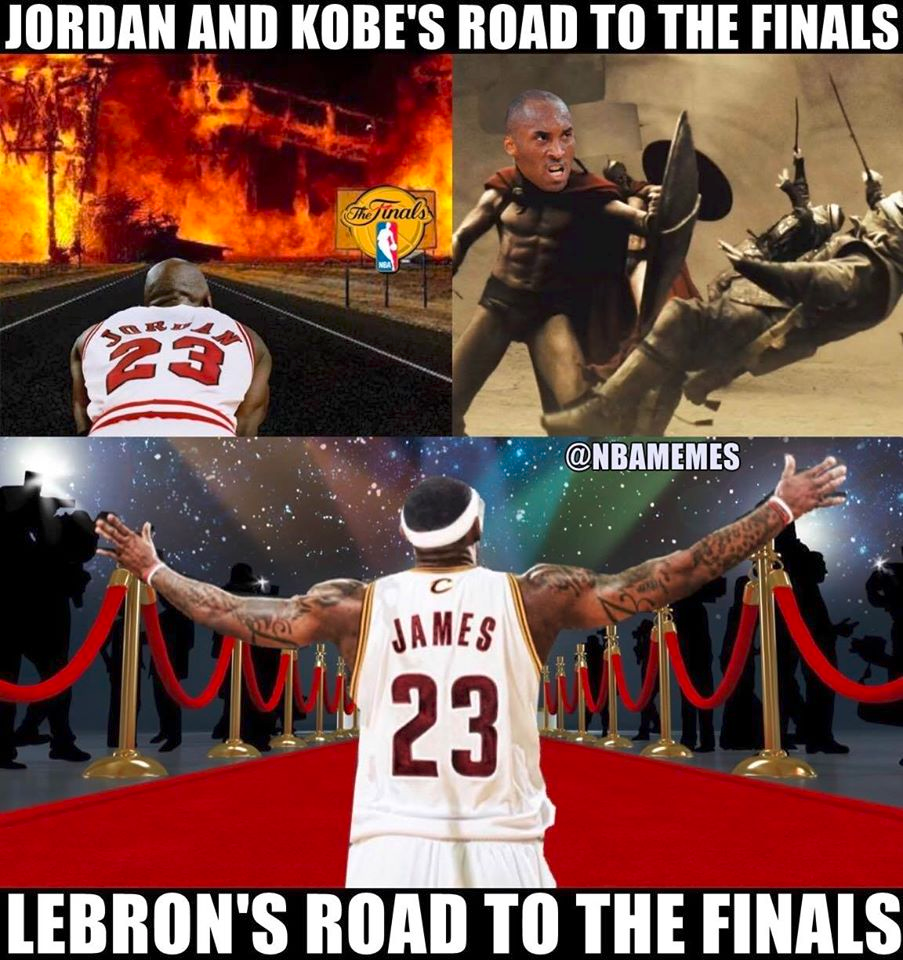 JORDAN AND KOBE'S ROAD TO THE FINALS
The Finals
NBA
JORDAN
23
@NBAMEMES
C
JAMES
23
LEBRON'S ROAD TO THE FINALS